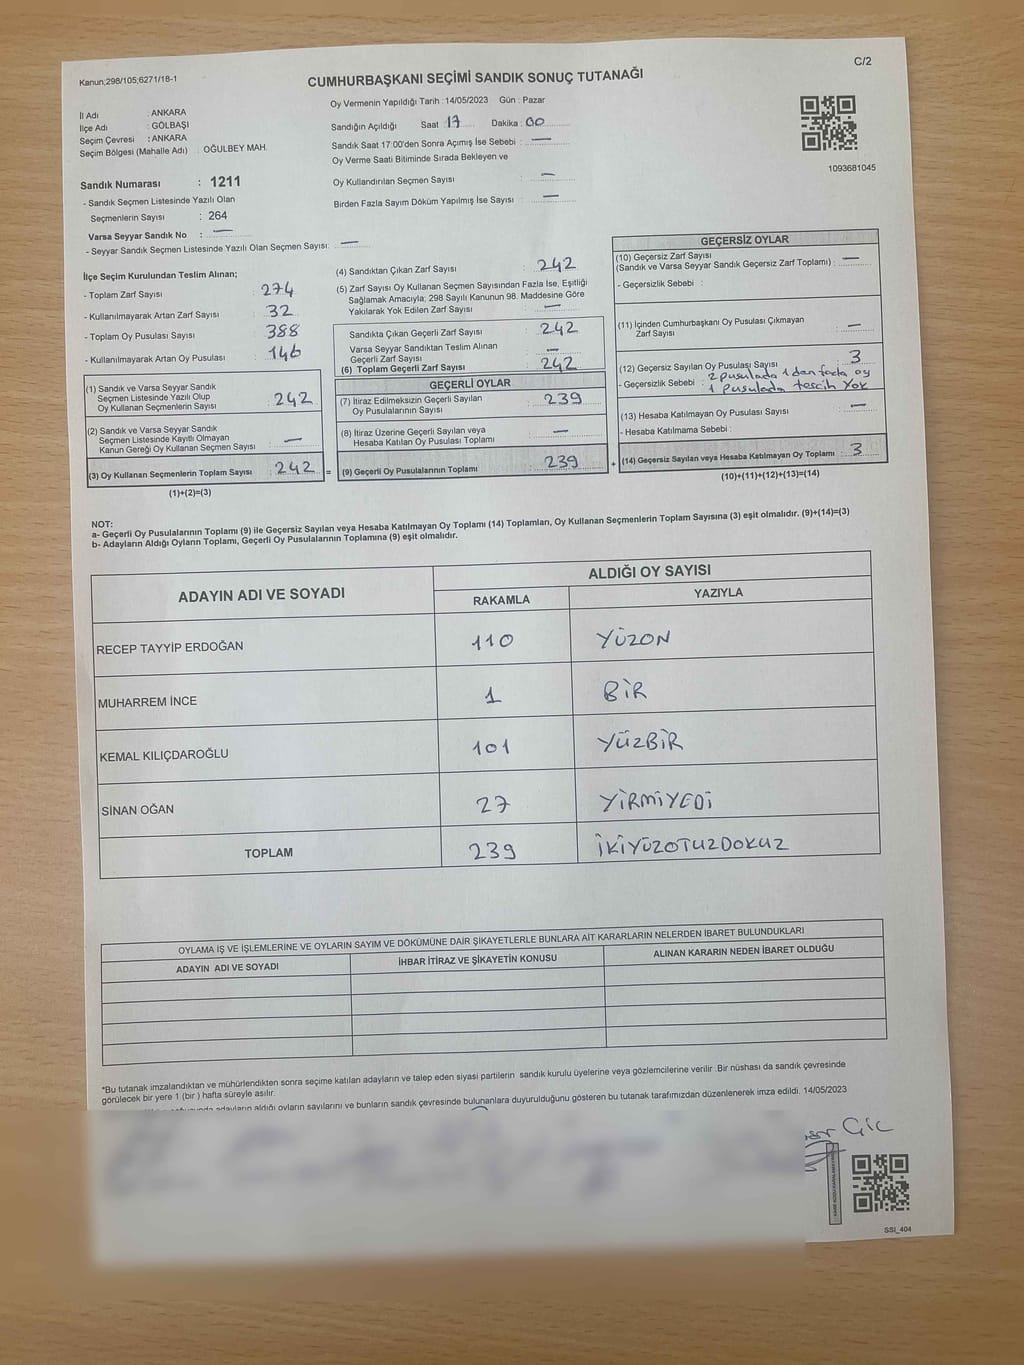 Kanun;298/105;6271/18-1
C/2
CUMHURBAŞKANI SEÇİMİ SANDIK SONUÇ TUTANAĞI
İl Adı : ANKARA
İlçe Adı : GÖLBAŞI
Seçim Çevresi : ANKARA
Seçim Bölgesi (Mahalle Adı) : OĞULBEY MAH.
Sandık Numarası : 1211
- Sandık Seçmen Listesinde Yazılı Olan
Seçmenlerin Sayısı : 264
Varsa Seyyar Sandık No : —
- Seyyar Sandık Seçmen Listesinde Yazılı Olan Seçmen Sayısı: —
Oy Vermenin Yapıldığı Tarih : 14/05/2023 Gün : Pazar
Sandığın Açıldığı Saat 17 Dakika : 00
Sandık Saat 17:00'den Sonra Açımış İse Sebebi : —
Oy Verme Saati Bitiminde Sırada Bekleyen ve
Oy Kullandırılan Seçmen Sayısı —
Birden Fazla Sayım Döküm Yapılmış İse Sayısı : —
1093681045
İlçe Seçim Kurulundan Teslim Alınan;
- Toplam Zarf Sayısı : 274
- Kullanılmayarak Artan Zarf Sayısı : 32
- Toplam Oy Pusulası Sayısı : 388
- Kullanılmayarak Artan Oy Pusulası : 146
(1) Sandık ve Varsa Seyyar Sandık
Seçmen Listesinde Yazılı Olup
Oy Kullanan Seçmenlerin Sayısı : 242
(2) Sandık ve Varsa Seyyar Sandık
Seçmen Listesinde Kayıtlı Olmayan
Kanun Gereği Oy Kullanan Seçmen Sayısı : —
(3) Oy Kullanan Seçmenlerin Toplam Sayısı : 242 =
(1)+(2)=(3)
(4) Sandıktan Çıkan Zarf Sayısı : 242
(5) Zarf Sayısı Oy Kullanan Seçmen Sayısından Fazla İse, Eşitliği
Sağlamak Amacıyla; 298 Sayılı Kanunun 98. Maddesine Göre
Yakılarak Yok Edilen Zarf Sayısı : —
Sandıkta Çıkan Geçerli Zarf Sayısı : 242
Varsa Seyyar Sandıktan Teslim Alınan
Geçerli Zarf Sayısı : —
(6) Toplam Geçerli Zarf Sayısı : 242
GEÇERLİ OYLAR
(7) İtiraz Edilmeksizin Geçerli Sayılan
Oy Pusulalarının Sayısı : 239
(8) İtiraz Üzerine Geçerli Sayılan veya
Hesaba Katılan Oy Pusulası Toplamı : —
(9) Geçerli Oy Pusulalarının Toplamı : 239 +
GEÇERSİZ OYLAR
(10) Geçersiz Zarf Sayısı
(Sandık ve Varsa Seyyar Sandık Geçersiz Zarf Toplamı) : —
- Geçersizlik Sebebi :
(11) İçinden Cumhurbaşkanı Oy Pusulası Çıkmayan
Zarf Sayısı : —
(12) Geçersiz Sayılan Oy Pusulası Sayısı : 3
- Geçersizlik Sebebi : 2 pusulada 1 den fazla oy
1 pusulada tercih yok
(13) Hesaba Katılmayan Oy Pusulası Sayısı : —
- Hesaba Katılmama Sebebi :
(14) Geçersiz Sayılan veya Hesaba Katılmayan Oy Toplamı : 3
(10)+(11)+(12)+(13)=(14)
NOT:
a- Geçerli Oy Pusulalarının Toplamı (9) ile Geçersiz Sayılan veya Hesaba Katılmayan Oy Toplamı (14) Toplamları, Oy Kullanan Seçmenlerin Toplam Sayısına (3) eşit olmalıdır. (9)+(14)=(3)
b- Adayların Aldığı Oyların Toplamı, Geçerli Oy Pusulalarının Toplamına (9) eşit olmalıdır.
ADAYIN ADI VE SOYADI
ALDIĞI OY SAYISI
RAKAMLA YAZIYLA
RECEP TAYYİP ERDOĞAN 110 YÜZON
MUHARREM İNCE 1 BİR
KEMAL KILIÇDAROĞLU 101 YÜZBİR
SİNAN OĞAN 27 YİRMİYEDİ
TOPLAM 239 İKİYÜZOTUZDOKUZ
OYLAMA İŞ VE İŞLEMLERİNE VE OYLARIN SAYIM VE DÖKÜMÜNE DAİR ŞİKAYETLERLE BUNLARA AİT KARARLARIN NELERDEN İBARET BULUNDUKLARI
ADAYIN ADI VE SOYADI İHBAR İTİRAZ VE ŞİKAYETİN KONUSU ALINAN KARARIN NEDEN İBARET OLDUĞU
*Bu tutanak imzalandıktan ve mühürlendikten sonra seçime katılan adayların ve talep eden siyasi partilerin sandık kurulu üyelerine veya gözlemcilerine verilir .Bir nüshası da sandık çevresinde
görülecek bir yere 1 (bir ) hafta süreyle asılır.
adayların aldığı oyların sayılarını ve bunların sandık çevresinde bulunanlara duyurulduğunu gösteren bu tutanak tarafımızdan düzenlenerek imza edildi. 14/05/2023
SSI_404